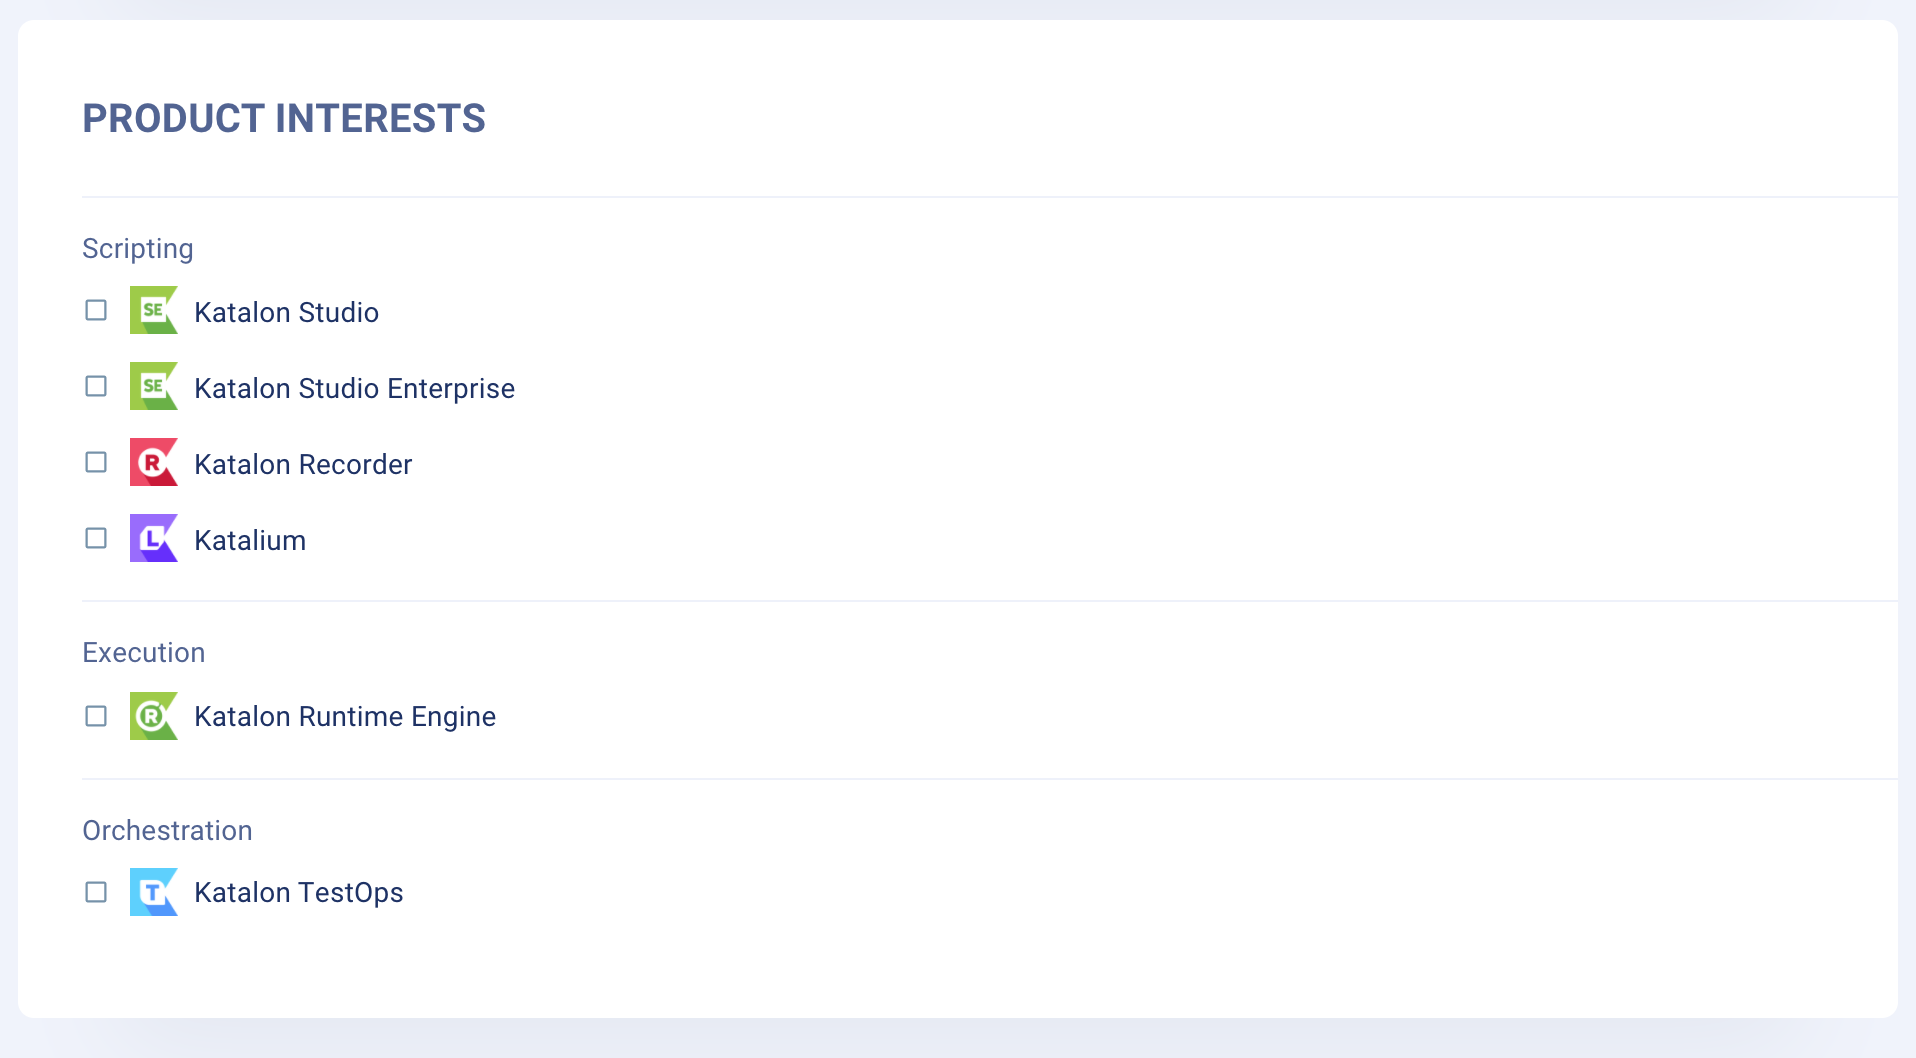 PRODUCT INTERESTS
Scripting
SE Katalon Studio
SE Katalon Studio Enterprise
R Katalon Recorder
L Katalium
Execution
R Katalon Runtime Engine
Orchestration
T Katalon TestOps